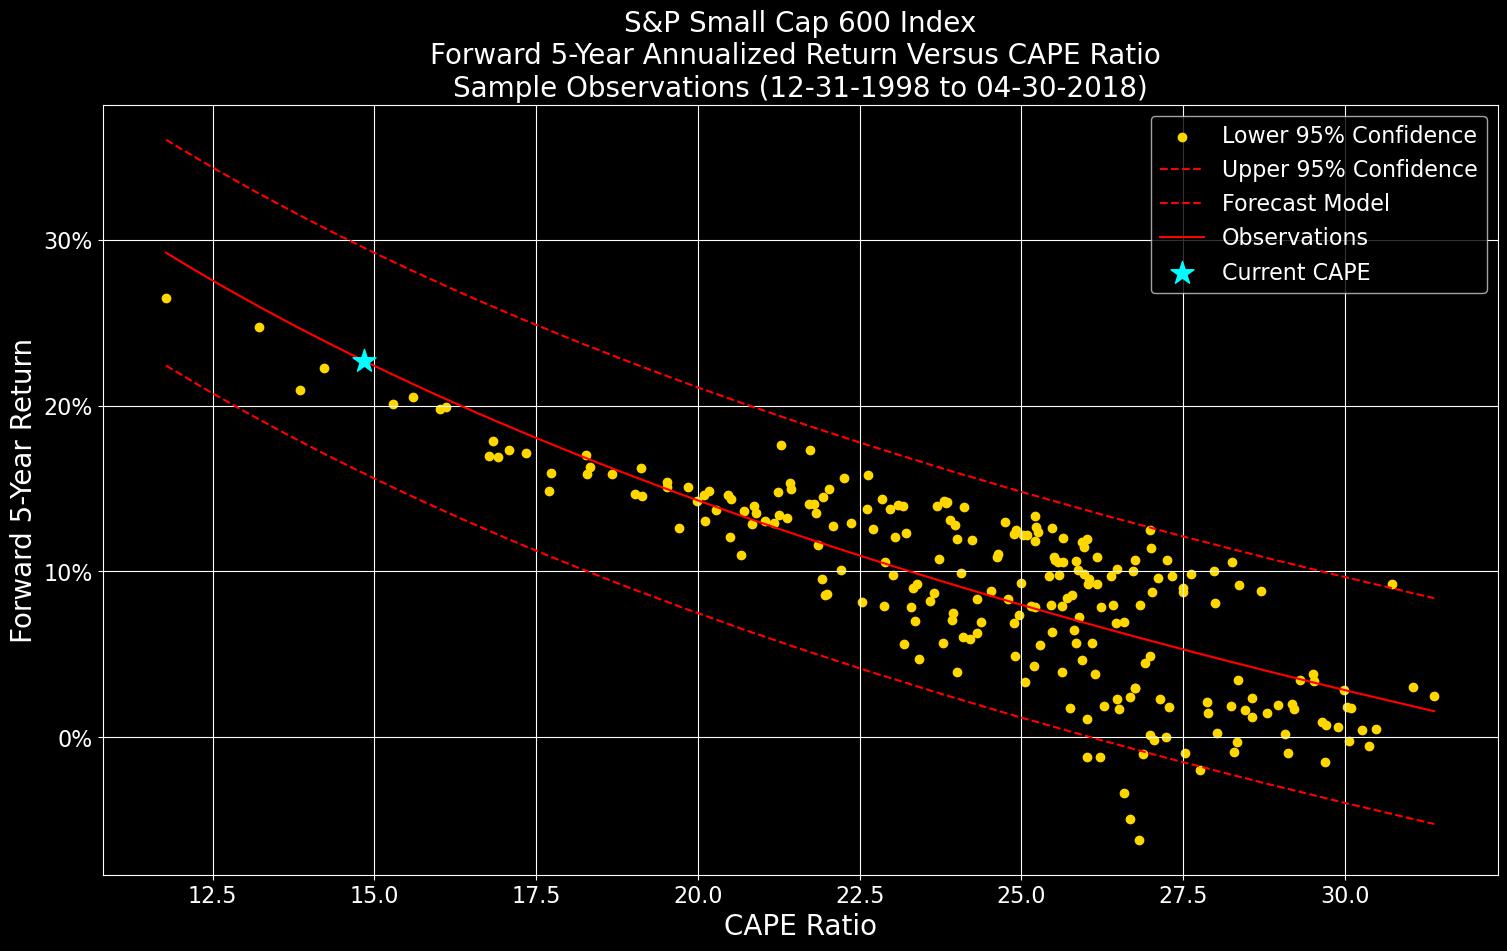 S&P Small Cap 600 Index
Forward 5-Year Annualized Return Versus CAPE Ratio
Sample Observations (12-31-1998 to 04-30-2018)
Lower 95% Confidence
Upper 95% Confidence
Forecast Model
Observations
Current CAPE
Forward 5-Year Return
30%
20%
10%
0%
12.5 15.0 17.5 20.0 22.5 25.0 27.5 30.0
CAPE Ratio